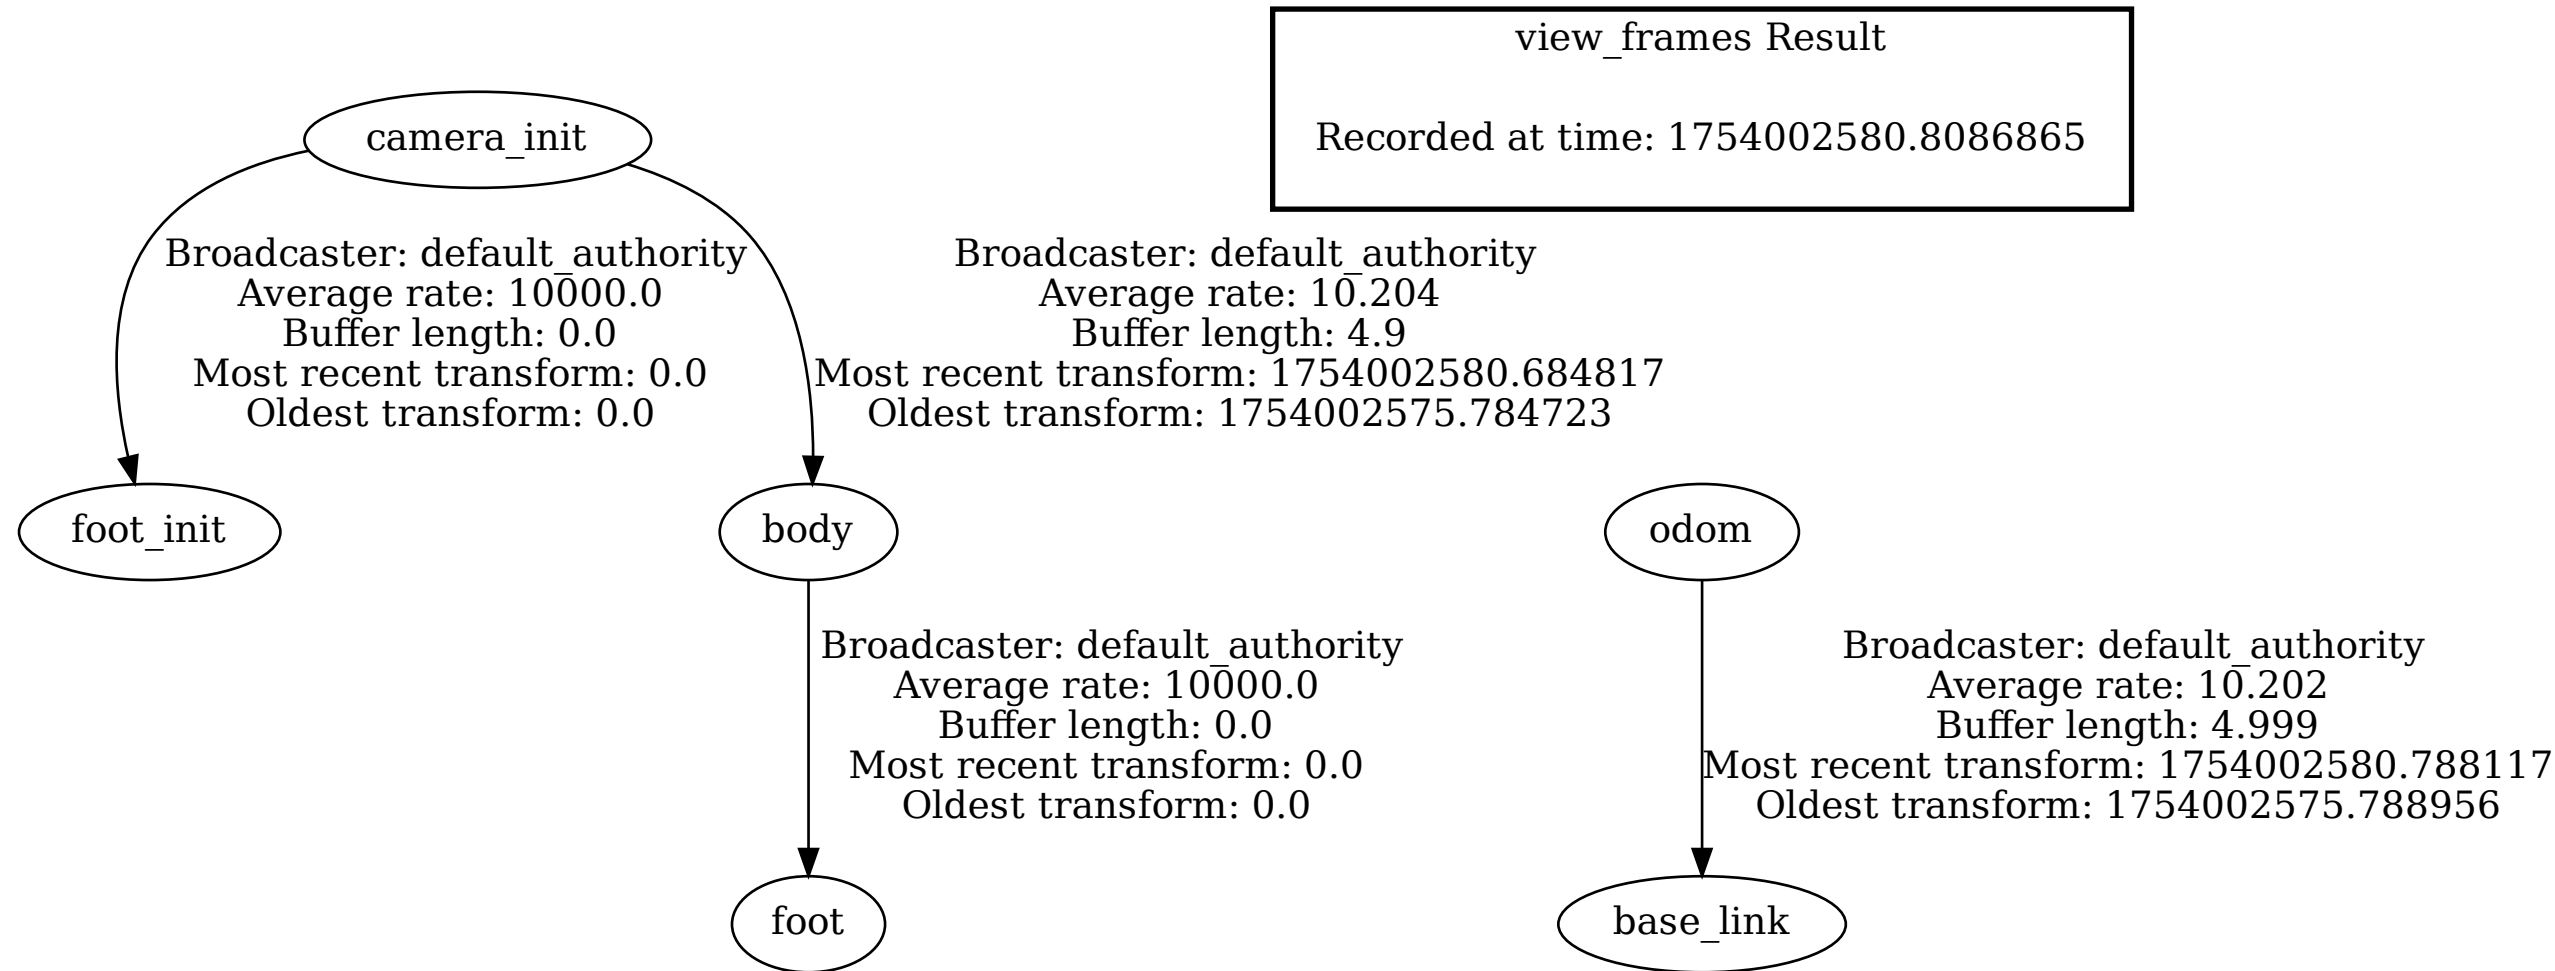 view_frames Result
Recorded at time: 1754002580.8086865
camera_init
Broadcaster: default_authority
Average rate: 10000.0
Buffer length: 0.0
Most recent transform: 0.0
Oldest transform: 0.0
Broadcaster: default_authority
Average rate: 10.204
Buffer length: 4.9
Most recent transform: 1754002580.684817
Oldest transform: 1754002575.784723
foot_init
body
odom
Broadcaster: default_authority
Average rate: 10000.0
Buffer length: 0.0
Most recent transform: 0.0
Oldest transform: 0.0
Broadcaster: default_authority
Average rate: 10.202
Buffer length: 4.999
Most recent transform: 1754002580.788117
Oldest transform: 1754002575.788956
foot
base_link